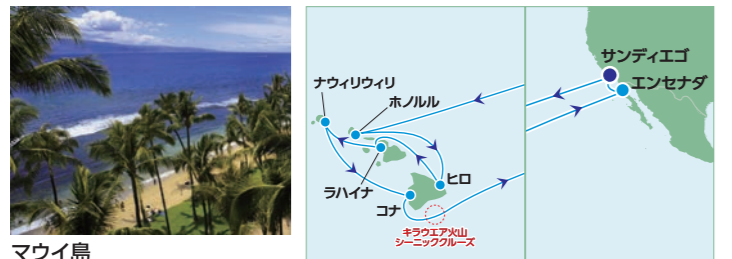 マウイ島
ナウィリウィリ
ホノルル
ラハイナ
コナ
ヒロ
キラウエア火山
シーニッククルーズ
サンディエゴ
エンセナダ